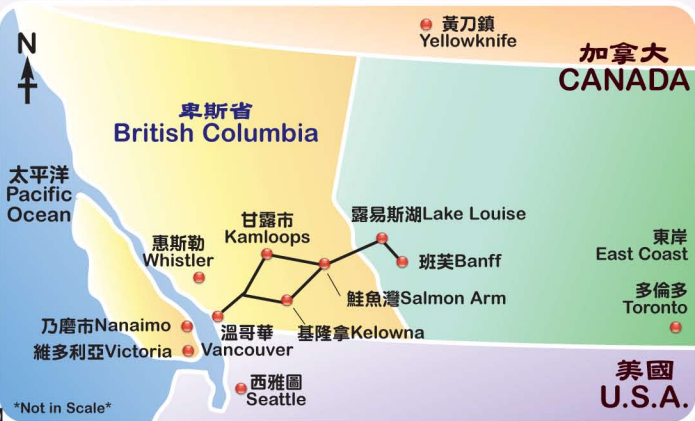 N
黃刀鎮
Yellowknife
加拿大
CANADA
卑斯省
British Columbia
太平洋
Pacific
Ocean
甘露市
Kamloops
露易斯湖Lake Louise
惠斯勒
Whistler
班芙Banff
東岸
East Coast
鮭魚灣Salmon Arm
多倫多
Toronto
乃磨市Nanaimo
溫哥華
Vancouver
基隆拿Kelowna
維多利亞Victoria
西雅圖
Seattle
美國
U.S.A.
*Not in Scale*